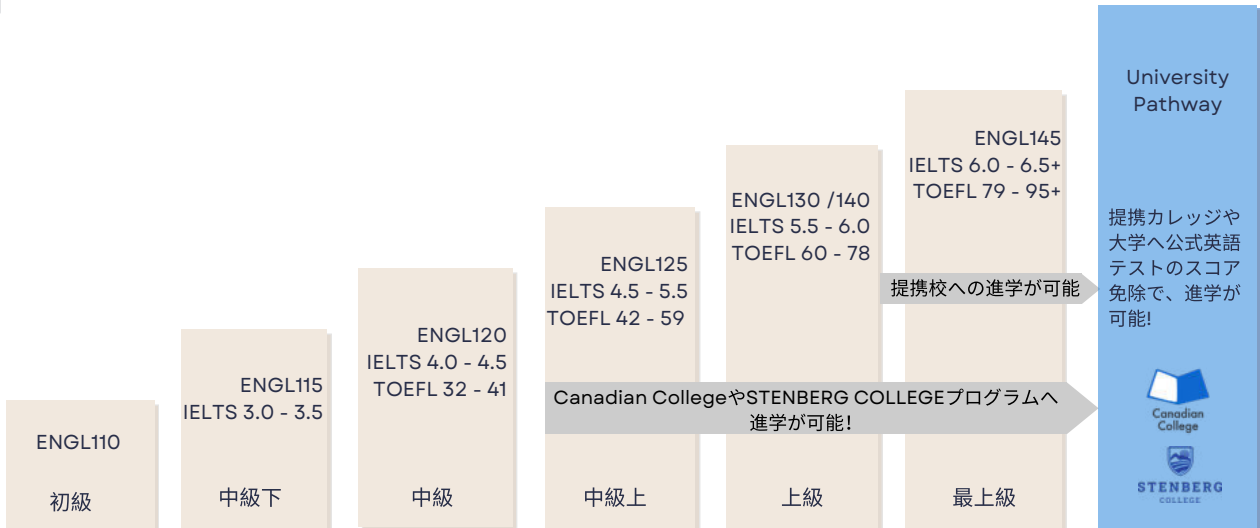 ENGL110
初級
ENGL115
IELTS 3.0 - 3.5
中級下
ENGL120
IELTS 4.0 - 4.5
TOEFL 32 - 41
中級
ENGL125
IELTS 4.5 - 5.5
TOEFL 42 - 59
中級上
ENGL130 /140
IELTS 5.5 - 6.0
TOEFL 60 - 78
上級
ENGL145
IELTS 6.0 - 6.5+
TOEFL 79 - 95+
最上級
提携校への進学が可能
Canadian CollegeやSTENBERG COLLEGEプログラムへ
進学が可能！
University
Pathway
提携カレッジや
大学へ公式英語
テストのスコア
免除で、進学が
可能!
Canadian
College
STENBERG
COLLEGE